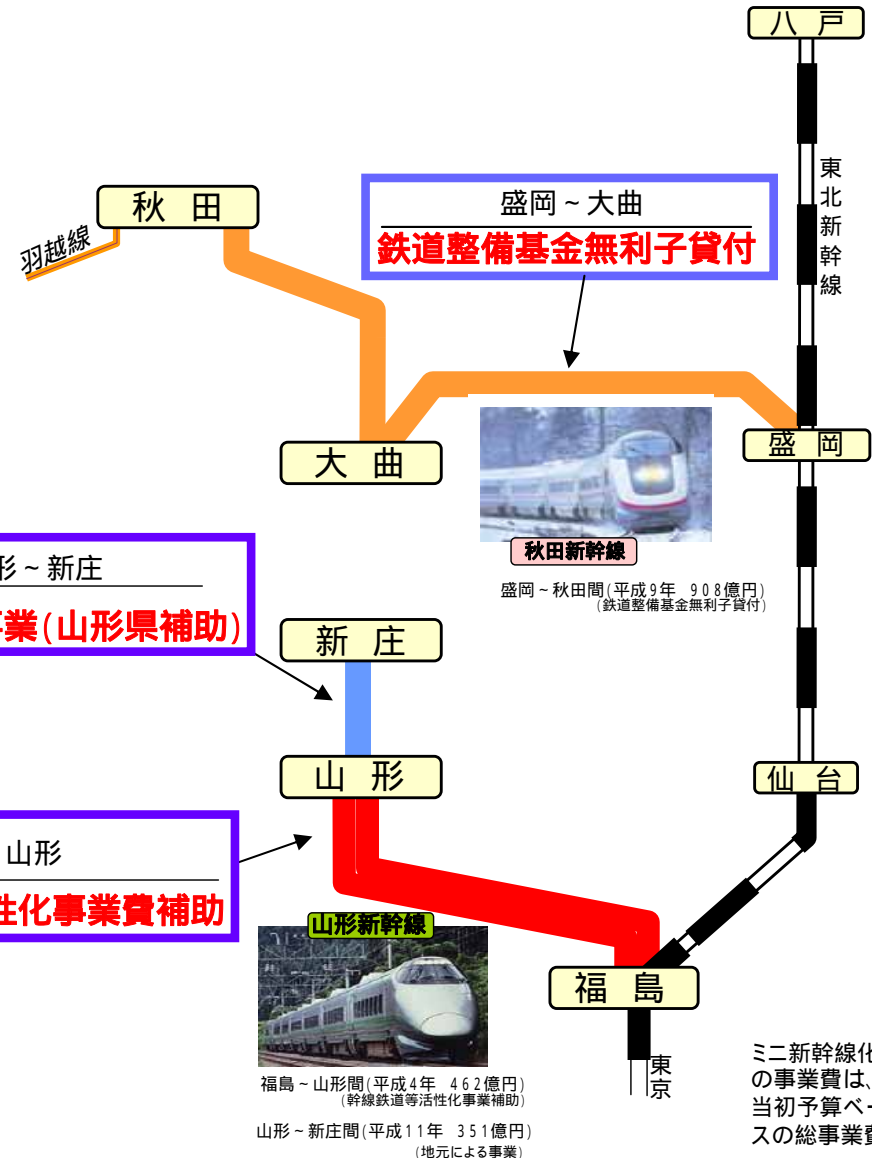 八戸
東北新幹線
秋田
羽越線
盛岡~大曲
鉄道整備基金無利子貸付
大曲
盛岡
秋田新幹線
盛岡~秋田間(平成9年 908億円)
(鉄道整備基金無利子貸付)
形~新庄
業(山形県補助)
新庄
山形
仙台
山形
性化事業費補助
山形新幹線
福島
東京
福島~山形間(平成4年 462億円)
(幹線鉄道等活性化事業補助)
山形~新庄間(平成11年 351億円)
(地元による事業)
ミニ新幹線化
の事業費は、
当初予算ベー
スの総事業費